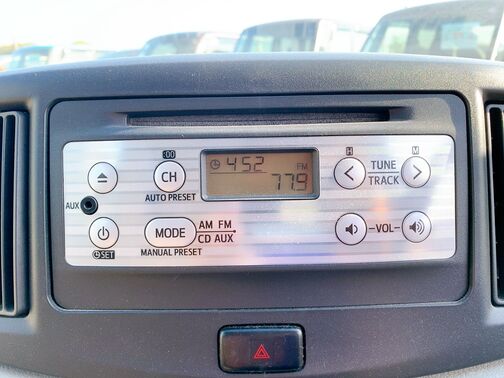 :00
CH
AUTO PRESET
AUX
MODE
AM FM
CD AUX
MANUAL PRESET
SET
4:52
FM
77.9
H
M
< TUNE >
TRACK
-VOL-